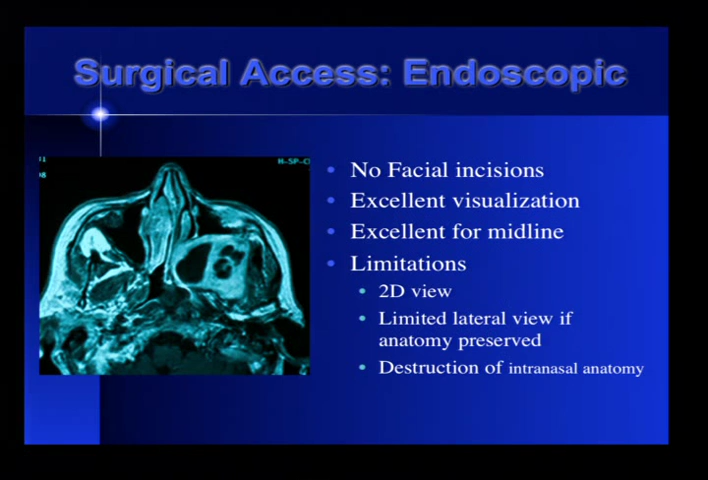 Surgical Access: Endoscopic
H-SP-C
No Facial incisions
Excellent visualization
Excellent for midline
Limitations
2D view
Limited lateral view if
anatomy preserved
Destruction of intranasal anatomy